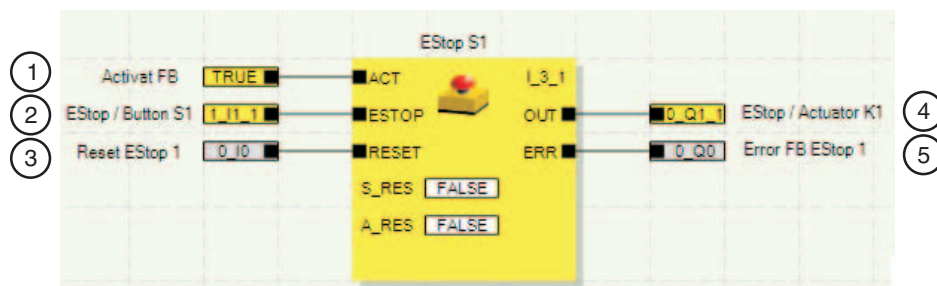 EStop S1
1 Activat FB TRUE ACT I_3_1
2 EStop / Button S1 1_I1_1 ESTOP OUT 0_Q1_1 EStop / Actuator K1 4
3 Reset EStop 1 0_I0 RESET ERR 0_Q0 Error FB EStop 1 5
S_RES FALSE
A_RES FALSE